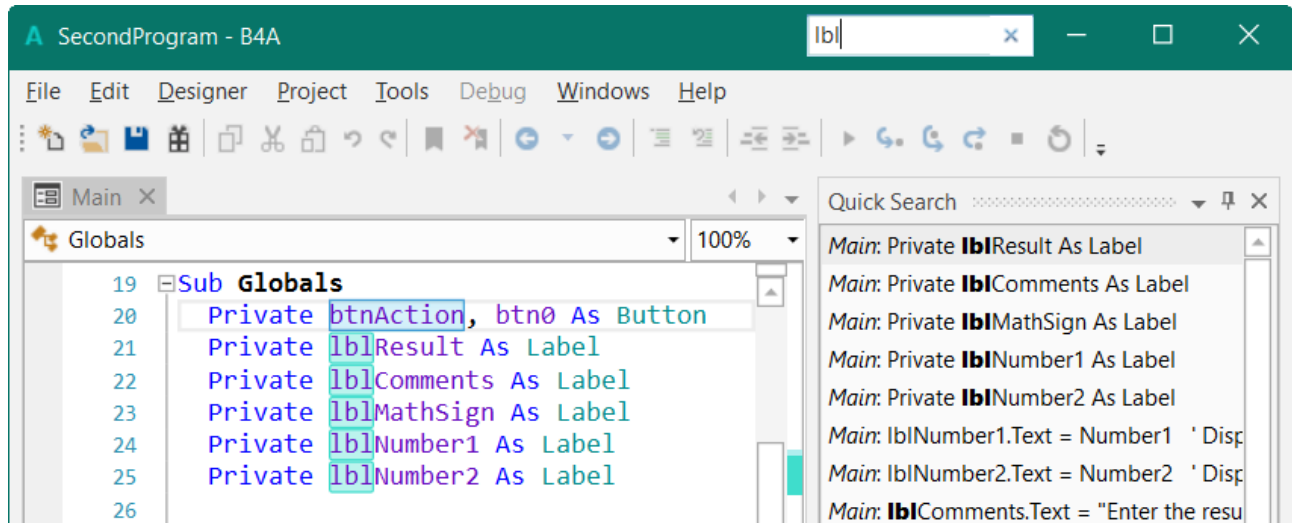 A SecondProgram - B4A
lbl
File Edit Designer Project Tools Debug Windows Help
Main
Globals
100%
19 Sub Globals
20 Private btnAction, btn0 As Button
21 Private lblResult As Label
22 Private lblComments As Label
23 Private lblMathSign As Label
24 Private lblNumber1 As Label
25 Private lblNumber2 As Label
26
Quick Search
Main: Private lblResult As Label
Main: Private lblComments As Label
Main: Private lblMathSign As Label
Main: Private lblNumber1 As Label
Main: Private lblNumber2 As Label
Main: lblNumber1.Text = Number1 ' Disp
Main: lblNumber2.Text = Number2 ' Disp
Main: lblComments.Text = "Enter the resu